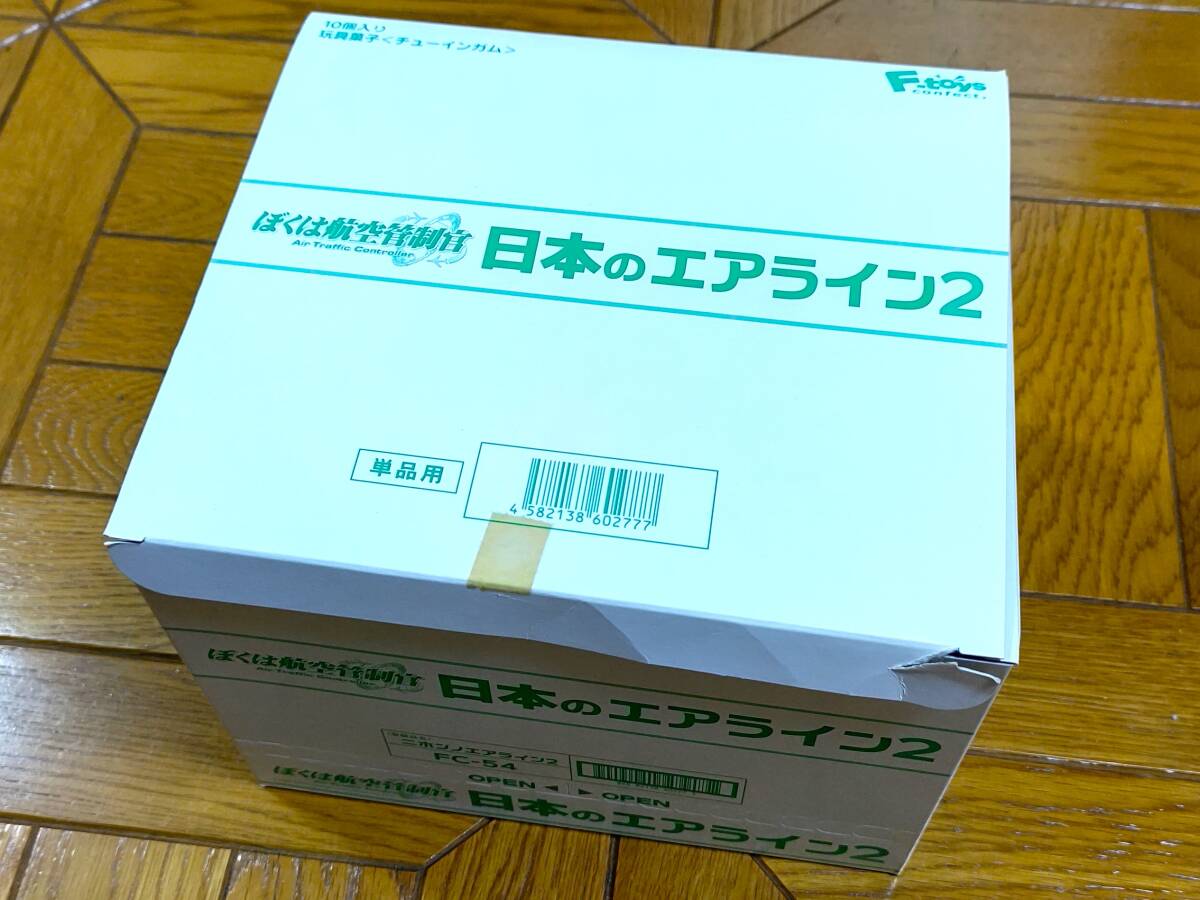 10個入り
玩具菓子<チューインガム>
F-toys
confect.
ぼくは航空管制官
Air Traffic Controller
日本のエアライン2
単品用
4 582138 602777
ぼくは航空管制官
Air Traffic Controller
日本のエアライン2
ニホンノエアライン2
FC-54
OPEN ◀ ▶ OPEN
ぼくは航空管制官
日本のエアライン2